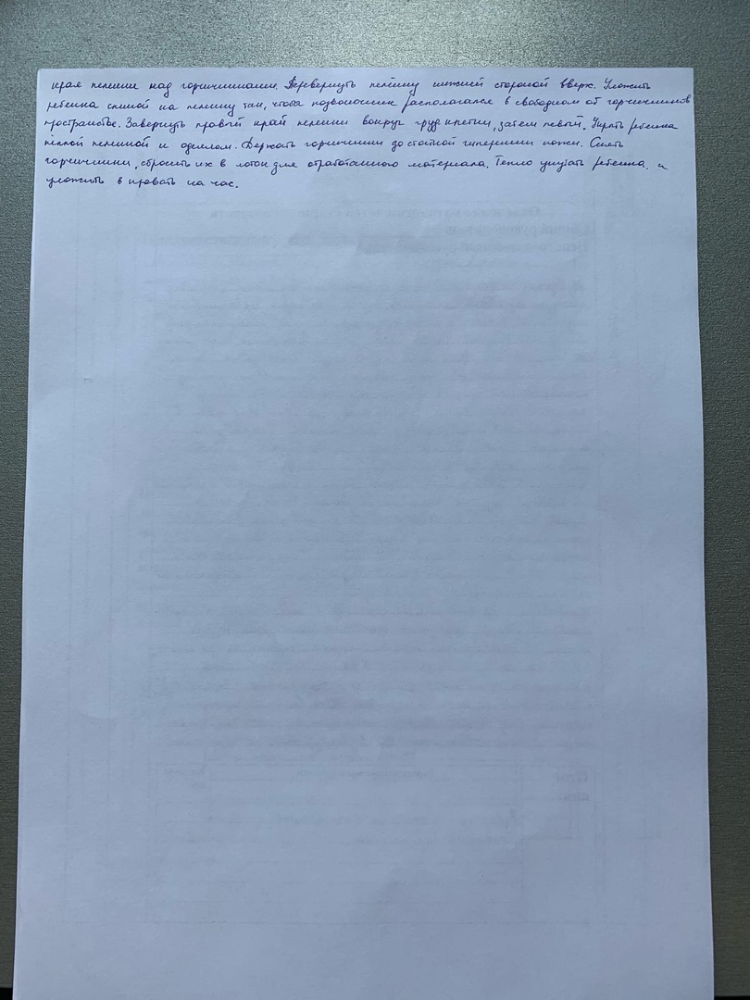 края пеленки над горчичниками. Перевернуть пелёнку нижней стороной вверх. Уложить
ребенка спиной на пеленку так, чтобы позвоночник располагался в свободном от горчичников
пространстве. Завернуть правый край пеленки вокруг груд клетки, затем левый. Укрыть ребенка
тёплой пеленкой и одеялом. Держать горчичники до стойкой гиперемии кожи. Снять
горчичники, сбросить их в лоток для отработанного материала. Тепло укутать ребенка и
уложить в кровать на час.